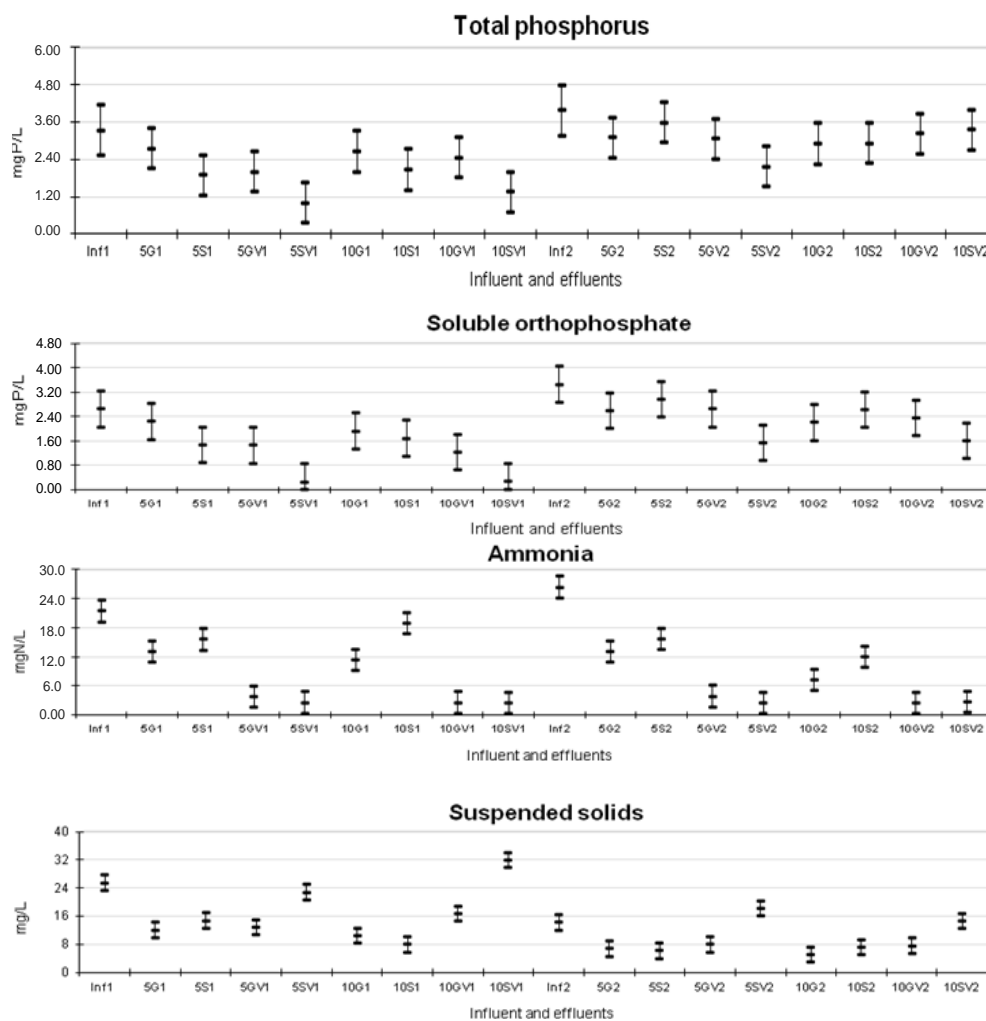 Total phosphorus
6.00
4.80
3.60
2.40
1.20
0.00
mgP/L
Inf1 5G1 5S1 5GV1 5SV1 10G1 10S1 10GV1 10SV1 Inf2 5G2 5S2 5GV2 5SV2 10G2 10S2 10GV2 10SV2
Influent and effluents
Soluble orthophosphate
4.80
4.00
3.20
2.40
1.60
0.80
0.00
mgP/L
Inf1 5G1 5S1 5GV1 5SV1 10G1 10S1 10GV1 10SV1 Inf2 5G2 5S2 5GV2 5SV2 10G2 10S2 10GV2 10SV2
Influent and effluents
Ammonia
30.0
24.0
18.0
12.0
6.0
0.00
mgN/L
Inf1 5G1 5S1 5GV1 5SV1 10G1 10S1 10GV1 10SV1 Inf2 5G2 5S2 5GV2 5SV2 10G2 10S2 10GV2 10SV2
Influent and effluents
Suspended solids
40
32
24
16
8
0
mg/L
Inf1 5G1 5S1 5GV1 5SV1 10G1 10S1 10GV1 10SV1 Inf2 5G2 5S2 5GV2 5SV2 10G2 10S2 10GV2 10SV2
Influent and effluents